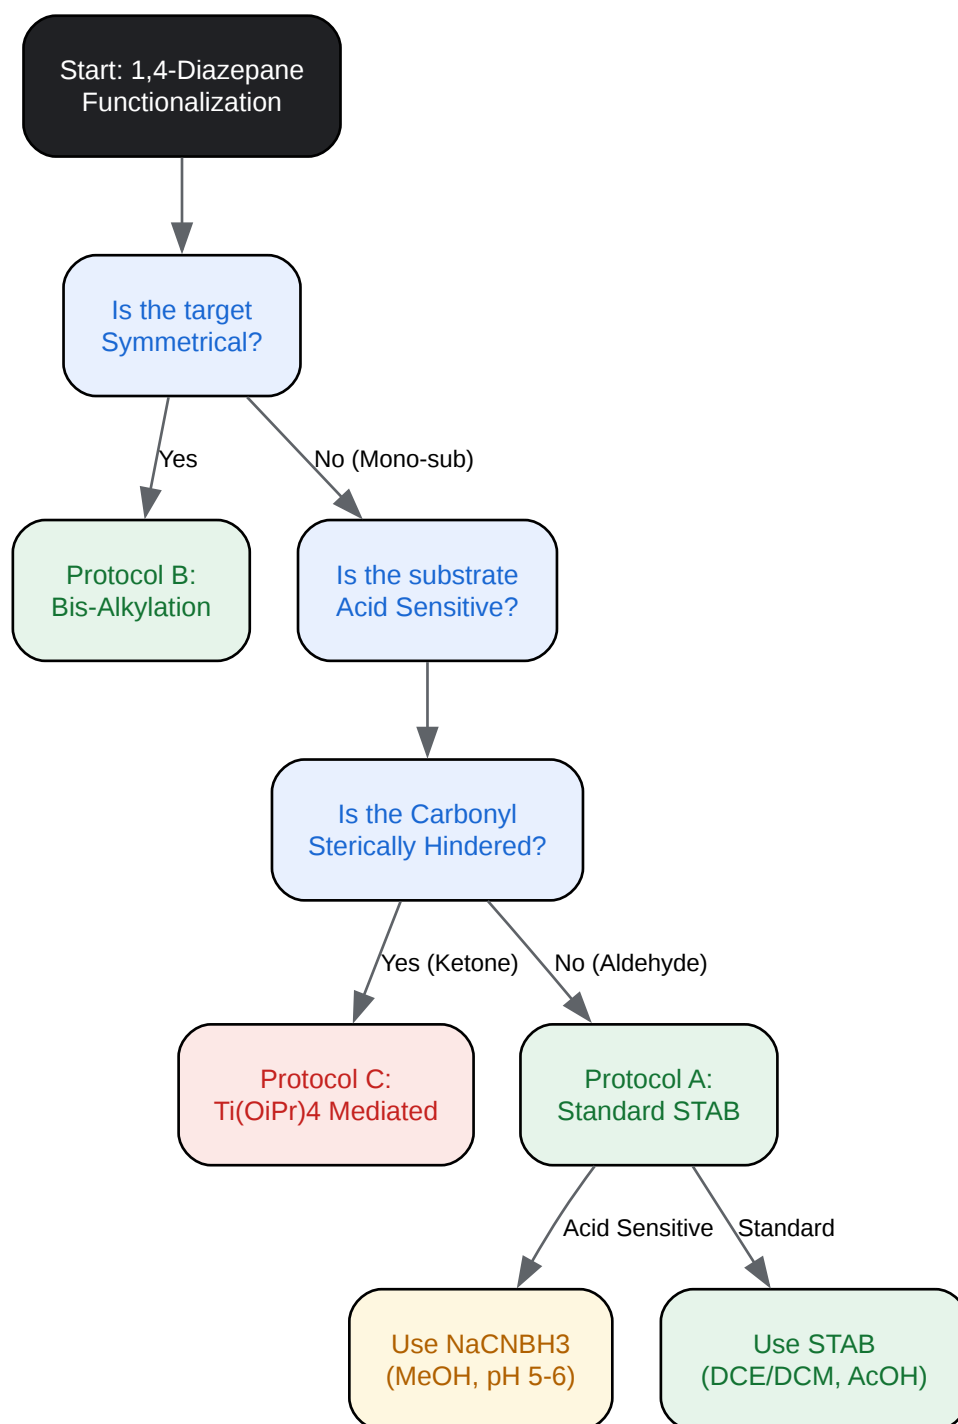 Start: 1,4-Diazepane
Functionalization
Is the target
Symmetrical?
Yes
No (Mono-sub)
Protocol B:
Bis-Alkylation
Is the substrate
Acid Sensitive?
Is the Carbonyl
Sterically Hindered?
Yes (Ketone)
No (Aldehyde)
Protocol C:
Ti(OiPr)4 Mediated
Protocol A:
Standard STAB
Acid Sensitive
Standard
Use NaCNBH3
(MeOH, pH 5-6)
Use STAB
(DCE/DCM, AcOH)